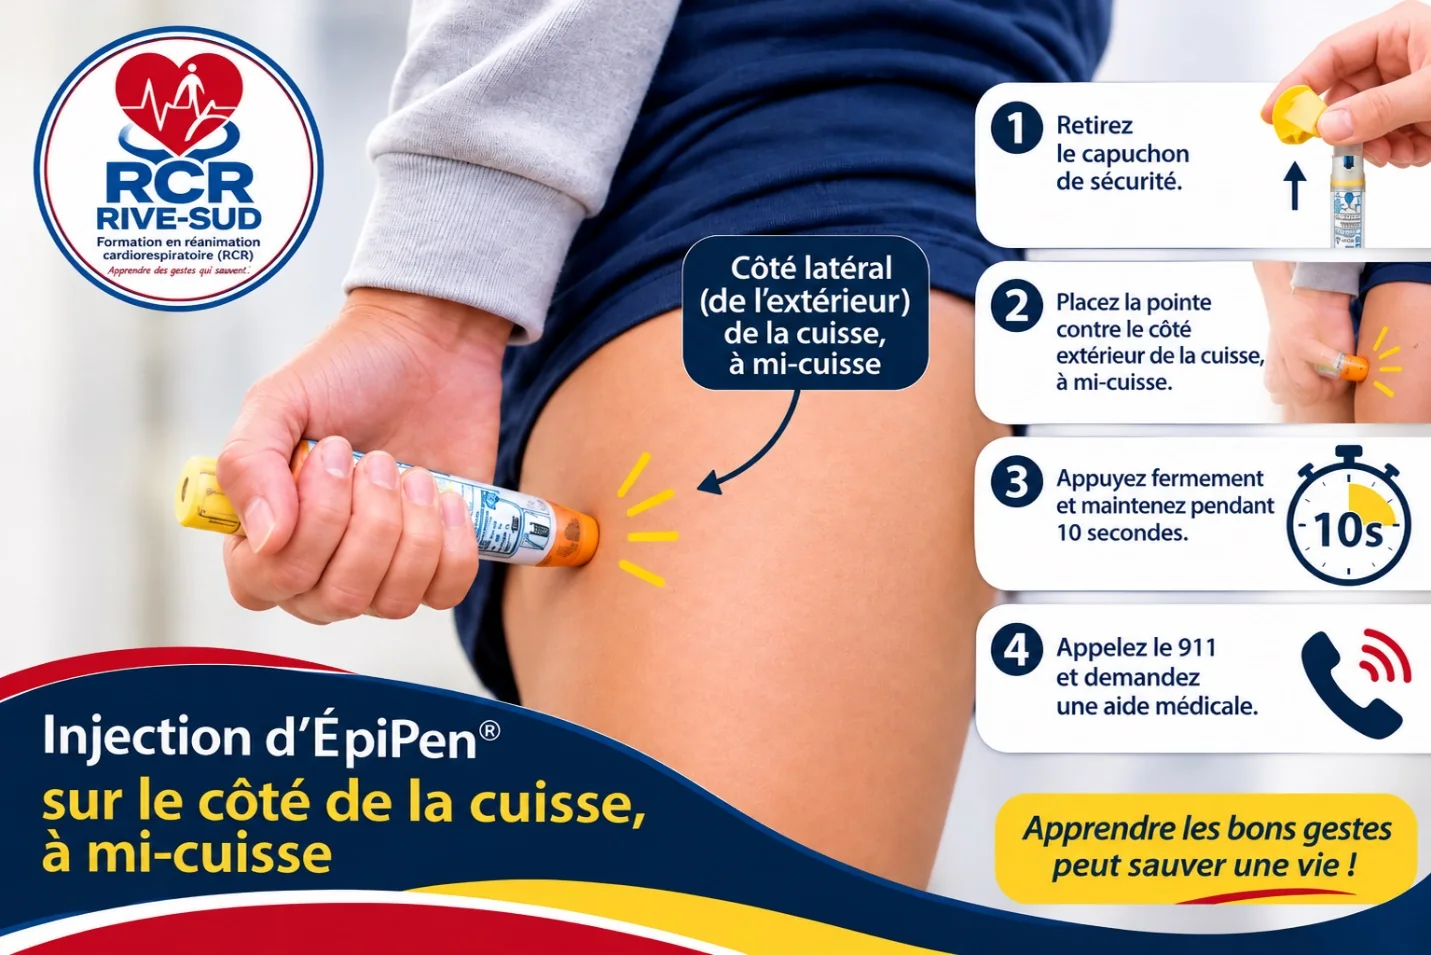 RCR
RIVE-SUD
Formation en réanimation
cardiorespiratoire (RCR)
Apprendre des gestes qui sauvent.
Côté latéral
(de l'extérieur)
de la cuisse,
à mi-cuisse
1
Retirez
le capuchon
de sécurité.
2
Placez la pointe
contre le côté
extérieur de la cuisse,
à mi-cuisse.
3
Appuyez fermement
et maintenez pendant
10 secondes.
10s
4
Appelez le 911
et demandez
une aide médicale.
Injection d'ÉpiPen®
sur le côté de la cuisse,
à mi-cuisse
Apprendre les bons gestes
peut sauver une vie !